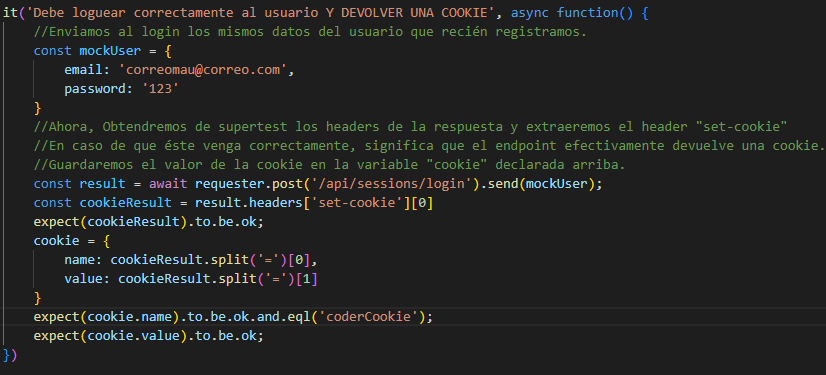 it('Debe loguear correctamente al usuario Y DEVOLVER UNA COOKIE', async function() {
//Enviamos al login los mismos datos del usuario que recién registramos.
const mockUser = {
email: 'correomau@correo.com',
password: '123'
}
//Ahora, Obtendremos de supertest los headers de la respuesta y extraeremos el header "set-cookie"
//En caso de que éste venga correctamente, significa que el endpoint efectivamente devuelve una cookie.
//Guardaremos el valor de la cookie en la variable "cookie" declarada arriba.
const result = await requester.post('/api/sessions/login').send(mockUser);
const cookieResult = result.headers['set-cookie'][0]
expect(cookieResult).to.be.ok;
cookie = {
name: cookieResult.split('=')[0],
value: cookieResult.split('=')[1]
}
expect(cookie.name).to.be.ok.and.eql('coderCookie');
expect(cookie.value).to.be.ok;
})